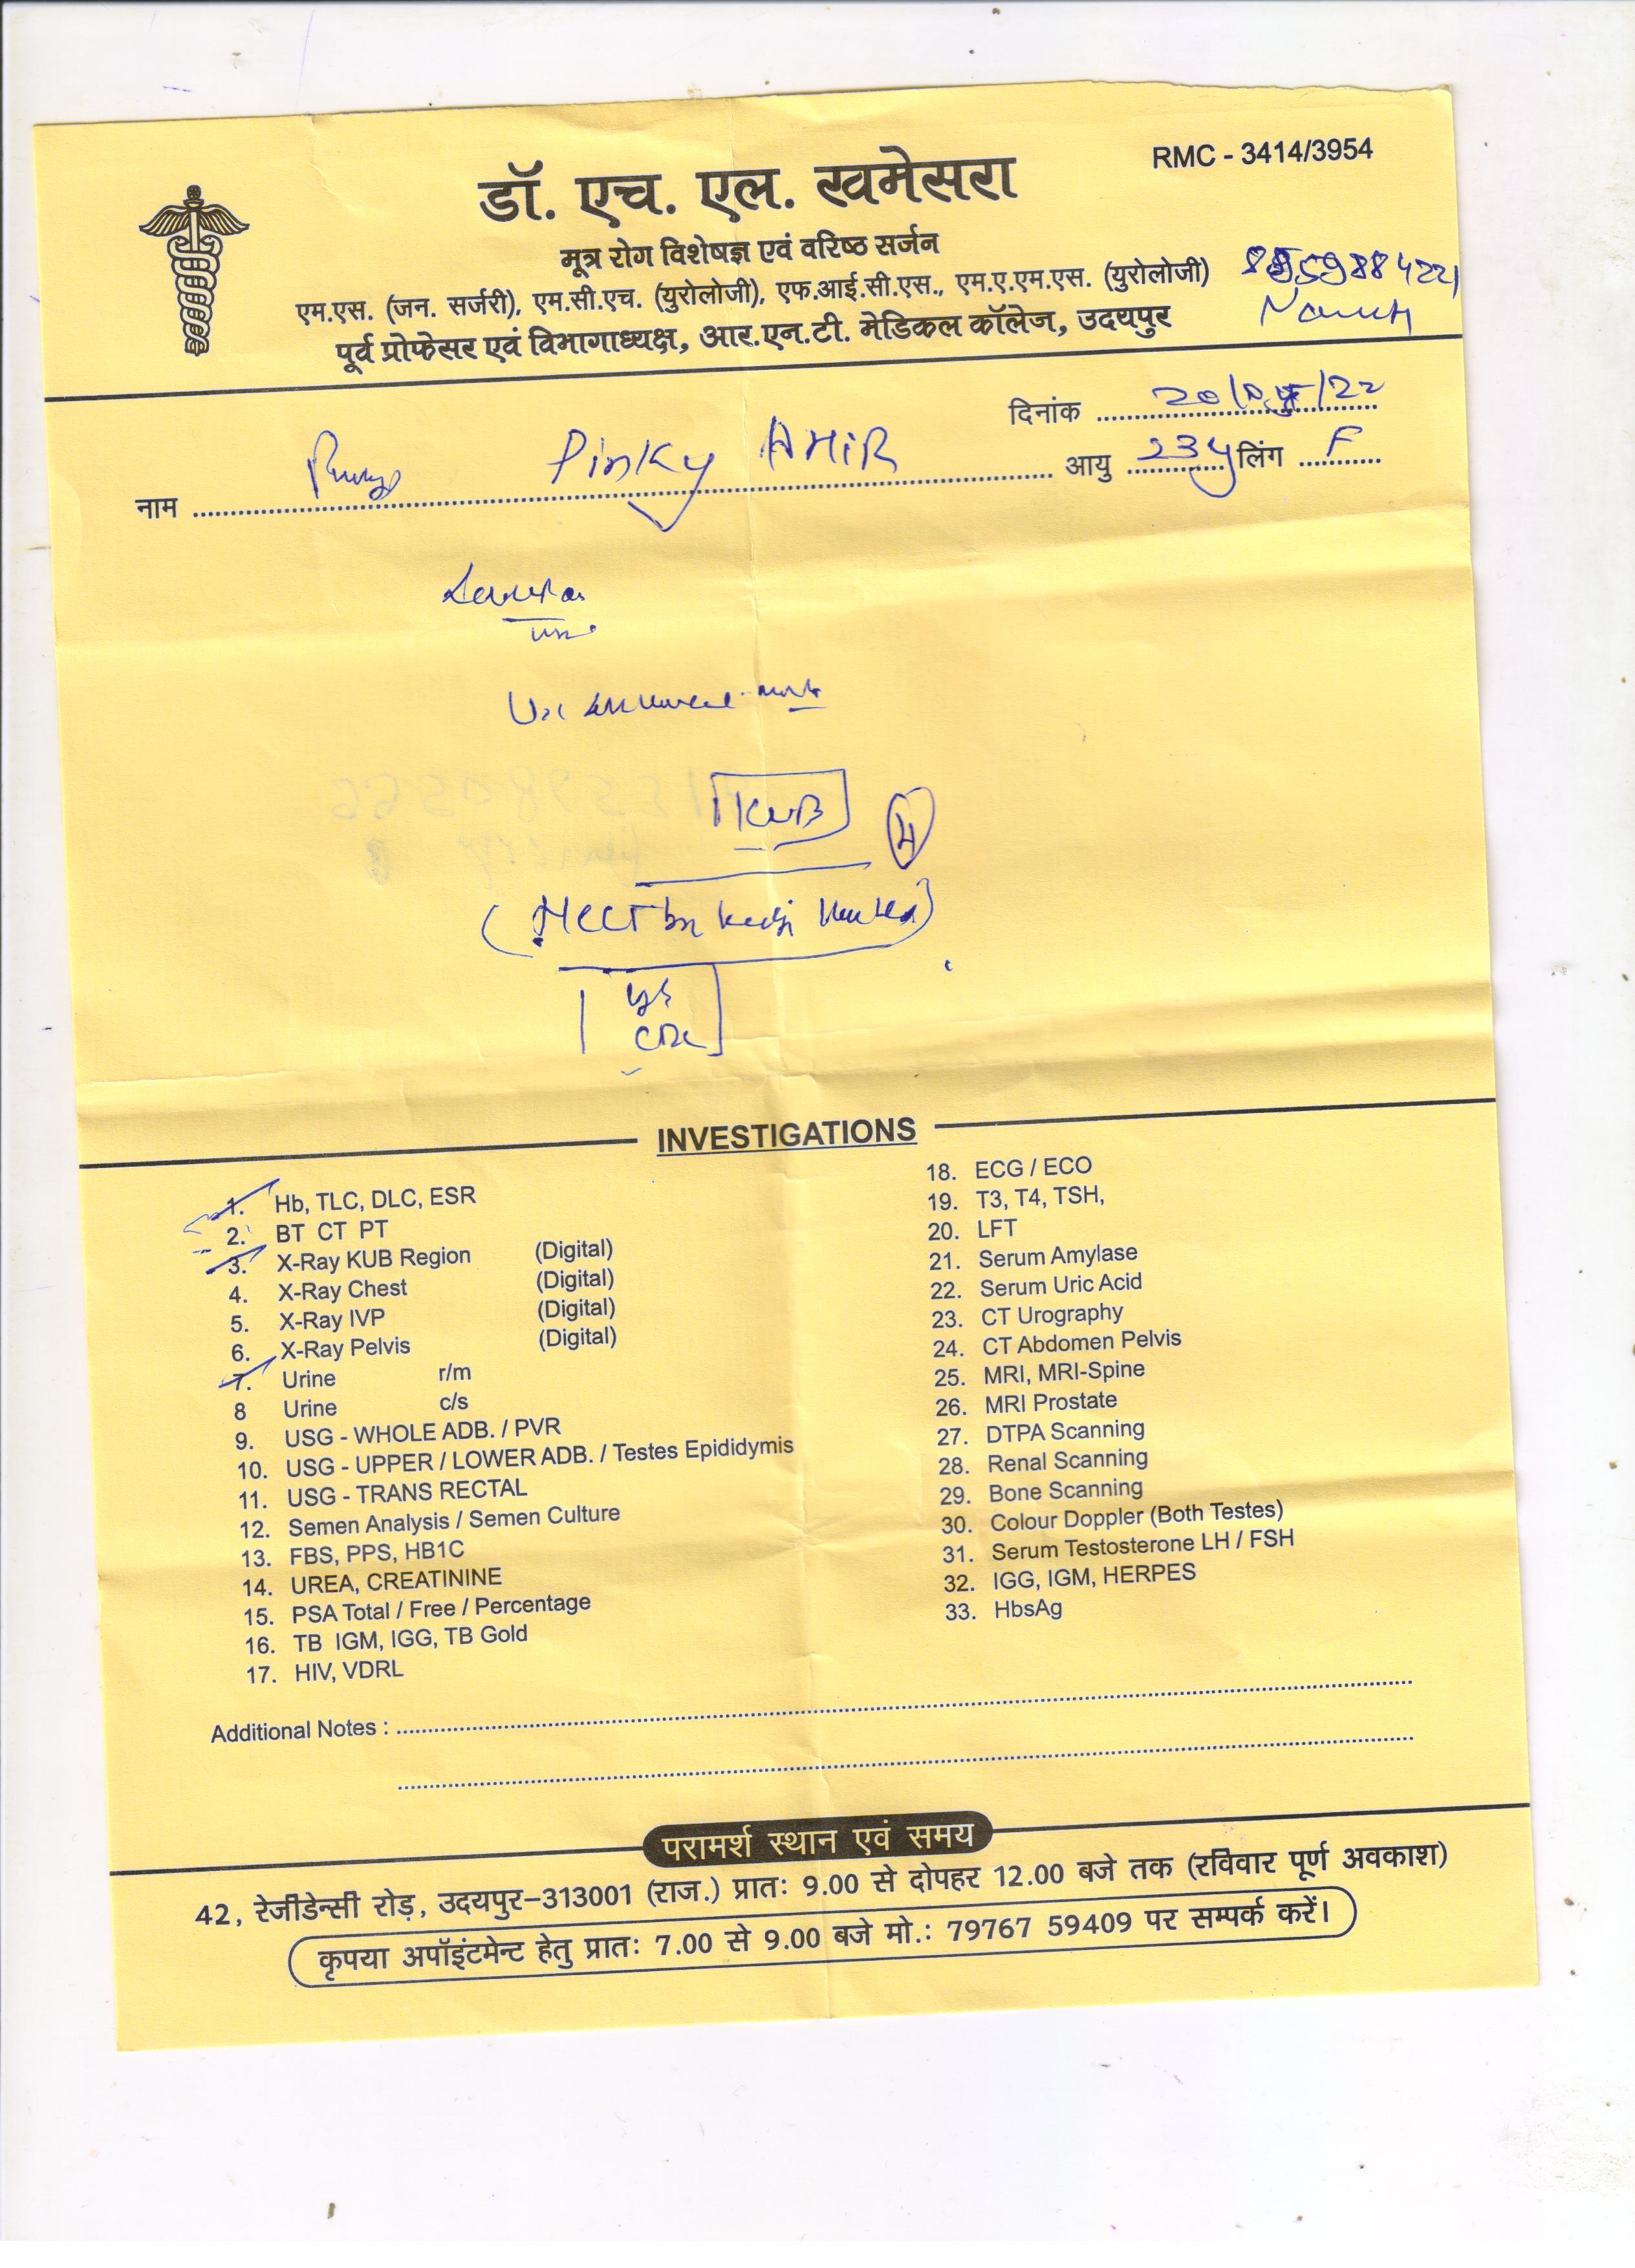 RMC - 3414/3954
डॉ. एच. एल. खमेसरा
मूत्र रोग विशेषज्ञ एवं वरिष्ठ सर्जन
एम.एस. (जन. सर्जरी), एम.सी.एच. (युरोलोजी), एफ.आई.सी.एस., एम.ए.एम.एस. (युरोलोजी)
पूर्व प्रोफेसर एवं विभागाध्यक्ष, आर.एन.टी. मेडिकल कॉलेज, उदयपुर
दिनांक 20/ /22
नाम Pinky AHIR आयु 23y लिंग F
KUB
(NCCT
INVESTIGATIONS
1. Hb, TLC, DLC, ESR
2. BT CT PT
3. X-Ray KUB Region (Digital)
4. X-Ray Chest (Digital)
5. X-Ray IVP (Digital)
6. X-Ray Pelvis (Digital)
7. Urine r/m
8 Urine c/s
9. USG - WHOLE ADB. / PVR
10. USG - UPPER / LOWER ADB. / Testes Epididymis
11. USG - TRANS RECTAL
12. Semen Analysis / Semen Culture
13. FBS, PPS, HB1C
14. UREA, CREATININE
15. PSA Total / Free / Percentage
16. TB IGM, IGG, TB Gold
17. HIV, VDRL
18. ECG / ECO
19. T3, T4, TSH,
20. LFT
21. Serum Amylase
22. Serum Uric Acid
23. CT Urography
24. CT Abdomen Pelvis
25. MRI, MRI-Spine
26. MRI Prostate
27. DTPA Scanning
28. Renal Scanning
29. Bone Scanning
30. Colour Doppler (Both Testes)
31. Serum Testosterone LH / FSH
32. IGG, IGM, HERPES
33. HbsAg
Additional Notes :
परामर्श स्थान एवं समय
42, रेजीडेन्सी रोड़, उदयपुर-313001 (राज.) प्रातः 9.00 से दोपहर 12.00 बजे तक (रविवार पूर्ण अवकाश)
कृपया अपॉइंटमेन्ट हेतु प्रातः 7.00 से 9.00 बजे मो.: 79767 59409 पर सम्पर्क करें।